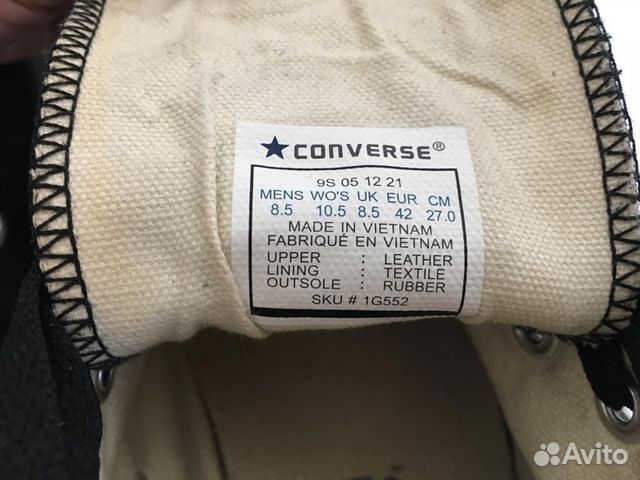 ★CONVERSE®
9S 05 12 21
MENS WO'S UK EUR CM
8.5 10.5 8.5 42 27.0
MADE IN VIETNAM
FABRIQUÉ EN VIETNAM
UPPER : LEATHER
LINING : TEXTILE
OUTSOLE : RUBBER
SKU # 1G552
Avito